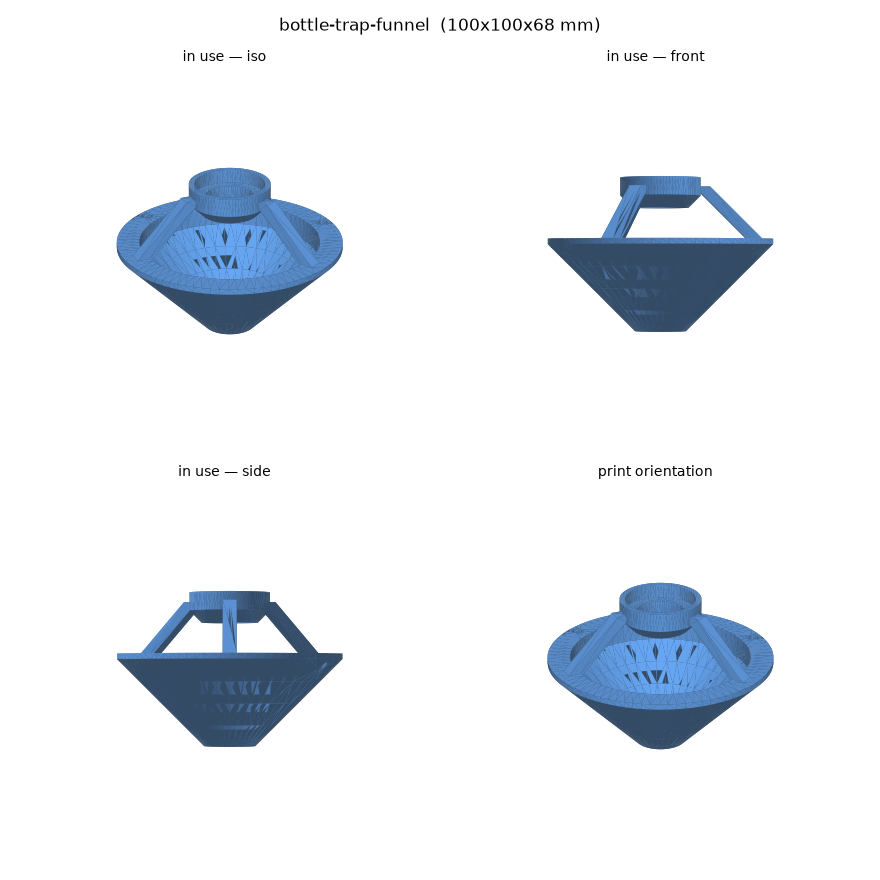 bottle-trap-funnel (100x100x68 mm)
in use — iso
in use — front
in use — side
print orientation